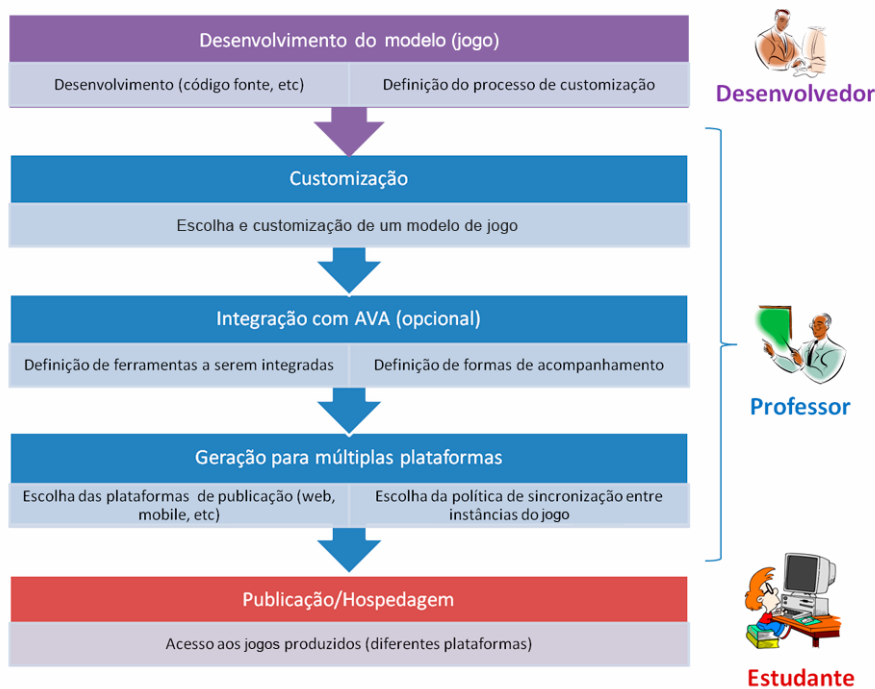 Desenvolvimento do modelo (jogo)
Desenvolvimento (código fonte, etc)
Definição do processo de customização
Desenvolvedor
Customização
Escolha e customização de um modelo de jogo
Integração com AVA (opcional)
Definição de ferramentas a serem integradas
Definição de formas de acompanhamento
Professor
Geração para múltiplas plataformas
Escolha das plataformas de publicação (web,
mobile, etc)
Escolha da política de sincronização entre
instâncias do jogo
Publicação/Hospedagem
Acesso aos jogos produzidos (diferentes plataformas)
Estudante